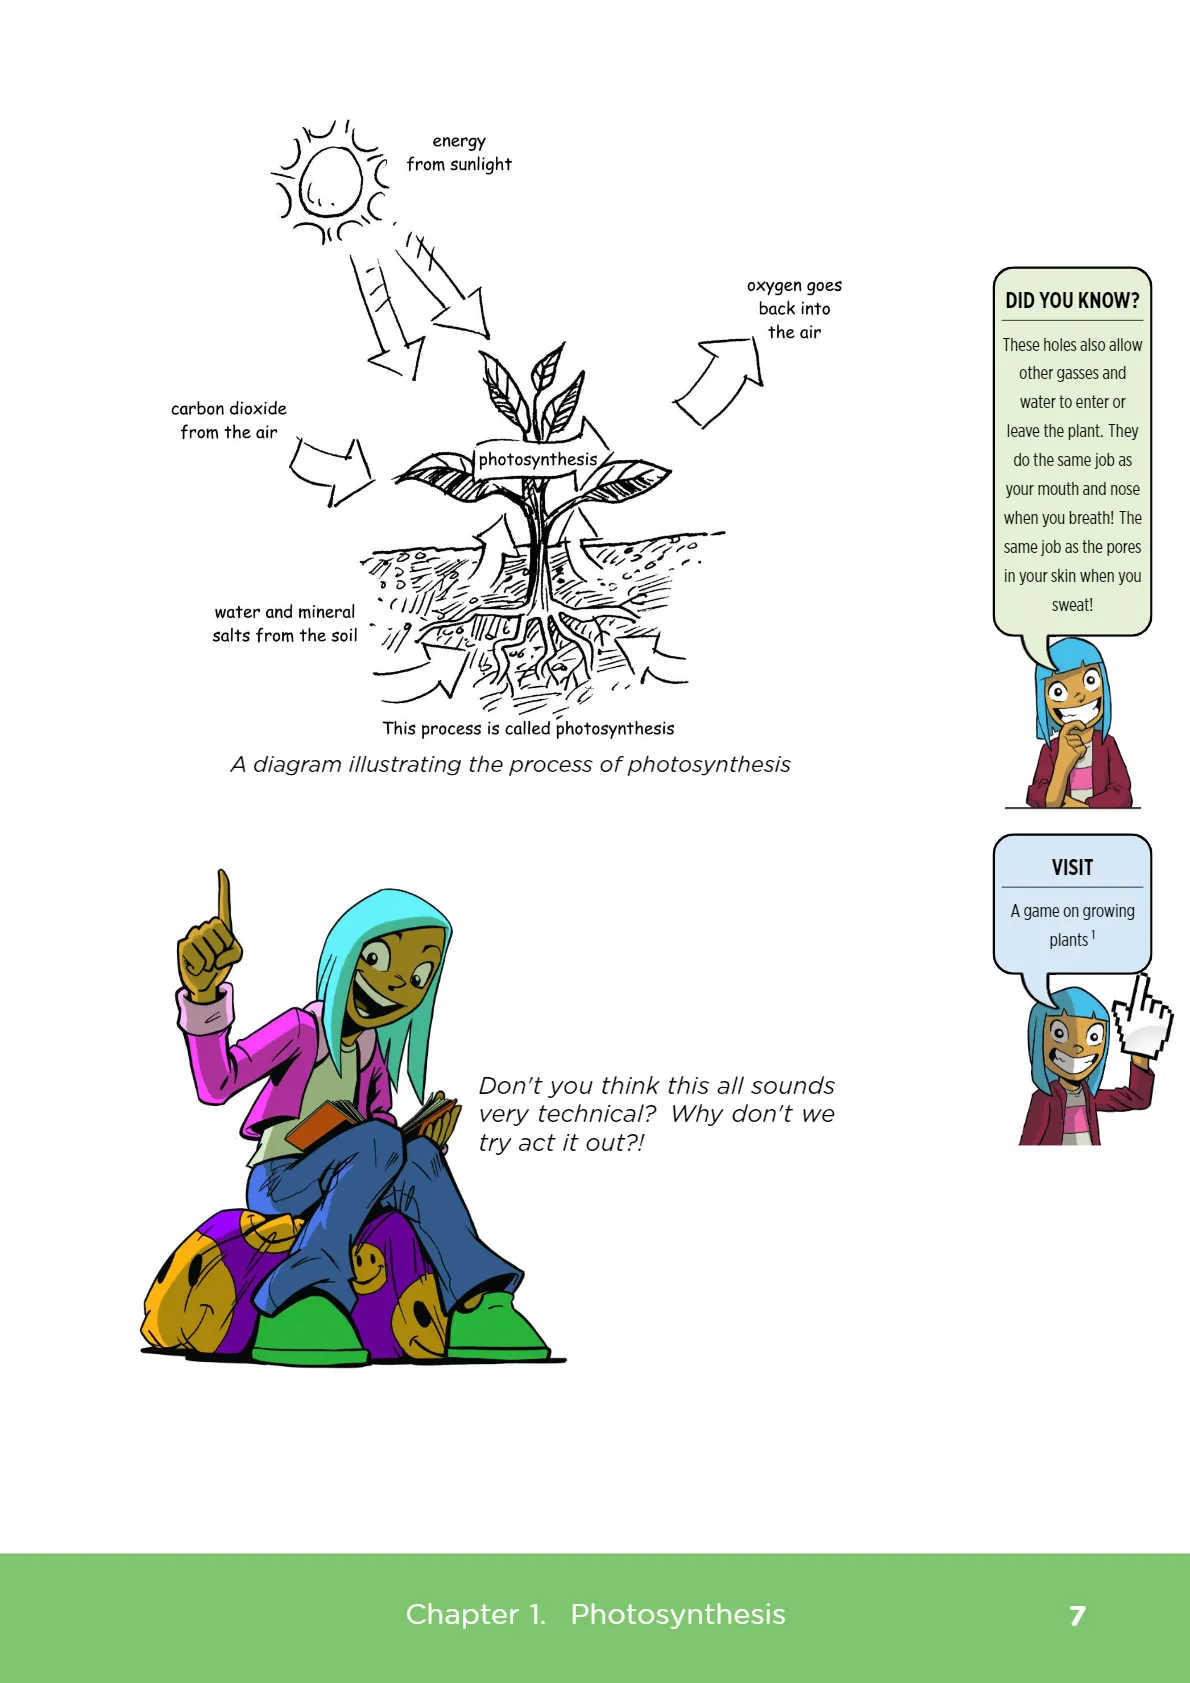 energy
from sunlight
oxygen goes
back into
the air
carbon dioxide
from the air
photosynthesis
water and mineral
salts from the soil
This process is called photosynthesis
A diagram illustrating the process of photosynthesis
DID YOU KNOW?
These holes also allow
other gasses and
water to enter or
leave the plant. They
do the same job as
your mouth and nose
when you breath! The
same job as the pores
in your skin when you
sweat!
VISIT
A game on growing
plants 1
Don't you think this all sounds
very technical? Why don't we
try act it out?!
Chapter 1. Photosynthesis
7